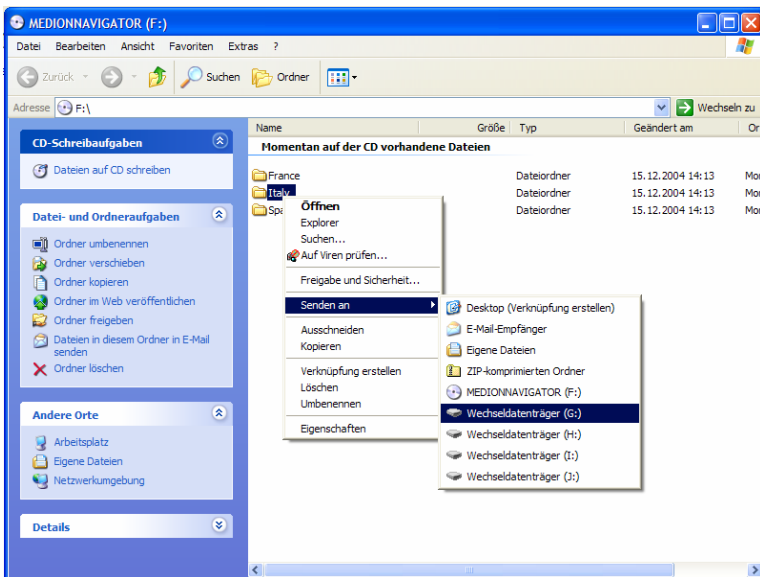 MEDIONNAVIGATOR (F:)
Datei Bearbeiten Ansicht Favoriten Extras ?
Zurück Suchen Ordner
Adresse F:\ Wechseln zu
Name Größe Typ Geändert am Or
CD-Schreibaufgaben
Dateien auf CD schreiben
Datei- und Ordneraufgaben
Ordner umbenennen
Ordner verschieben
Ordner kopieren
Ordner im Web veröffentlichen
Ordner freigeben
Dateien in diesem Ordner in E-Mail
senden
Ordner löschen
Andere Orte
Arbeitsplatz
Eigene Dateien
Netzwerkumgebung
Details
Momentan auf der CD vorhandene Dateien
France Dateiordner 15.12.2004 14:13 Mo
Italy Dateiordner 15.12.2004 14:13 Mo
Spa Dateiordner 15.12.2004 14:13 Mo
Öffnen
Explorer
Suchen...
Auf Viren prüfen...
Freigabe und Sicherheit...
Senden an
Ausschneiden
Kopieren
Verknüpfung erstellen
Löschen
Umbenennen
Eigenschaften
Desktop (Verknüpfung erstellen)
E-Mail-Empfänger
Eigene Dateien
ZIP-komprimierten Ordner
MEDIONNAVIGATOR (F:)
Wechseldatenträger (G:)
Wechseldatenträger (H:)
Wechseldatenträger (I:)
Wechseldatenträger (J:)